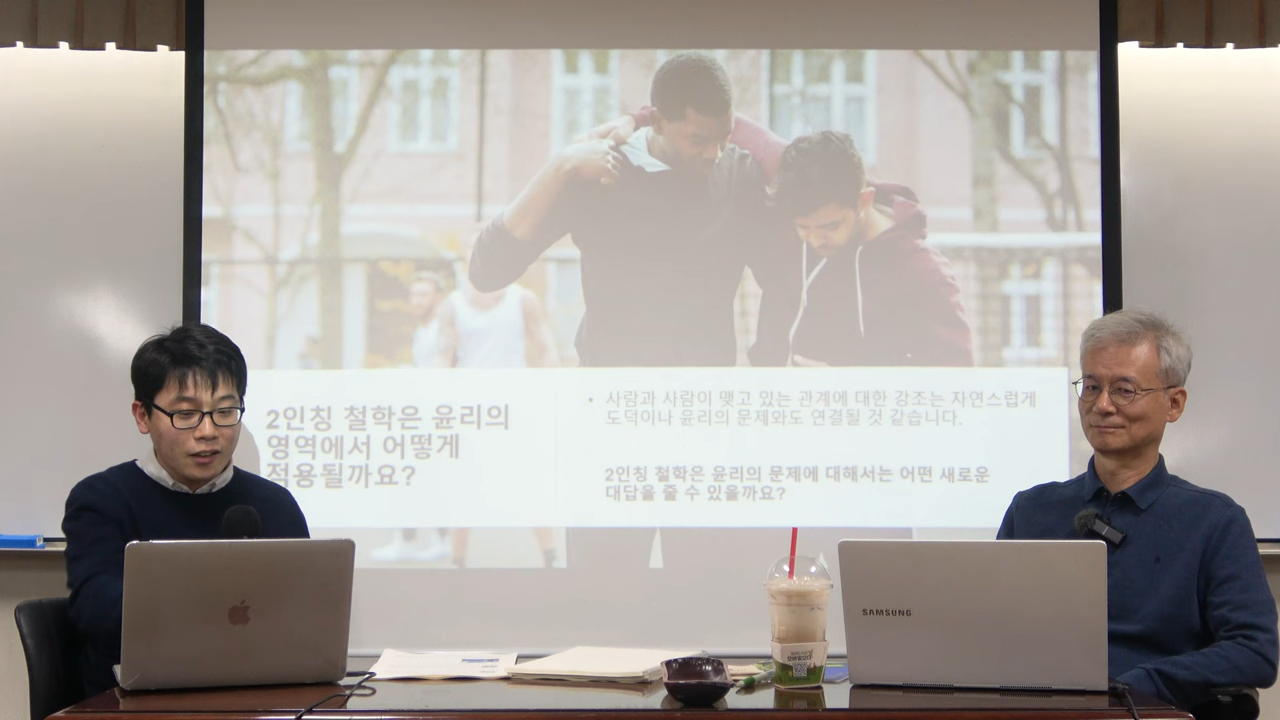 2인칭 철학은 윤리의
영역에서 어떻게
적용될까요?
• 사람과 사람이 맺고 있는 관계에 대한 강조는 자연스럽게
도덕이나 윤리의 문제와도 연결될 것 같습니다.
2인칭 철학은 윤리의 문제에 대해서는 어떤 새로운
대답을 줄 수 있을까요?
SAMSUNG